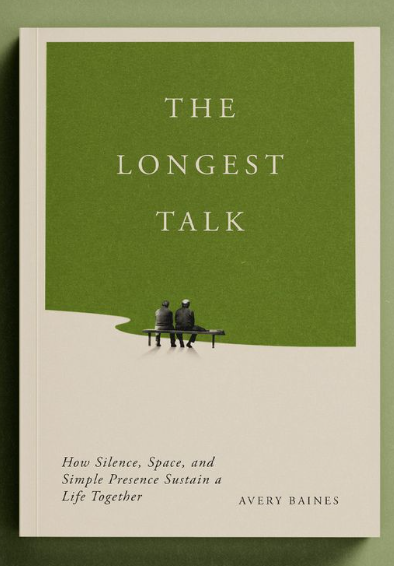 THE
LONGEST
TALK
How Silence, Space, and
Simple Presence Sustain a
Life Together
AVERY BAINES